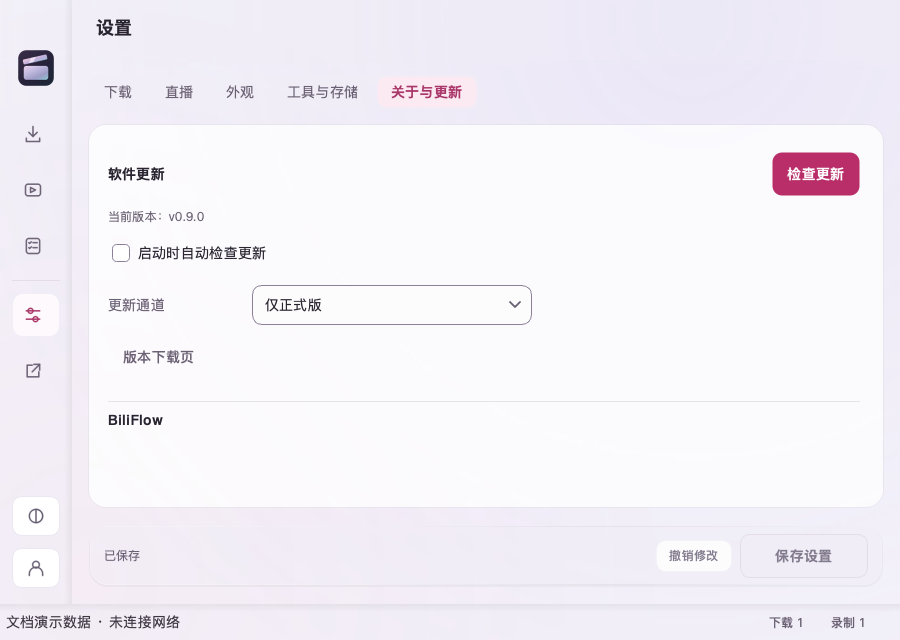 设置
下载 直播 外观 工具与存储 关于与更新
软件更新 检查更新
当前版本: v0.9.0
启动时自动检查更新
更新通道 仅正式版
版本下载页
BiliFlow
已保存 撤销修改 保存设置
文档演示数据 · 未连接网络 下载 1 录制 1